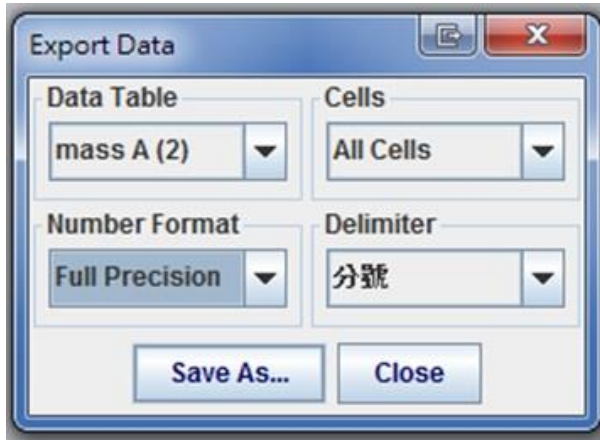 Export Data
Data Table
Cells
mass A (2)
All Cells
Number Format
Delimiter
Full Precision
分號
Save As...
Close